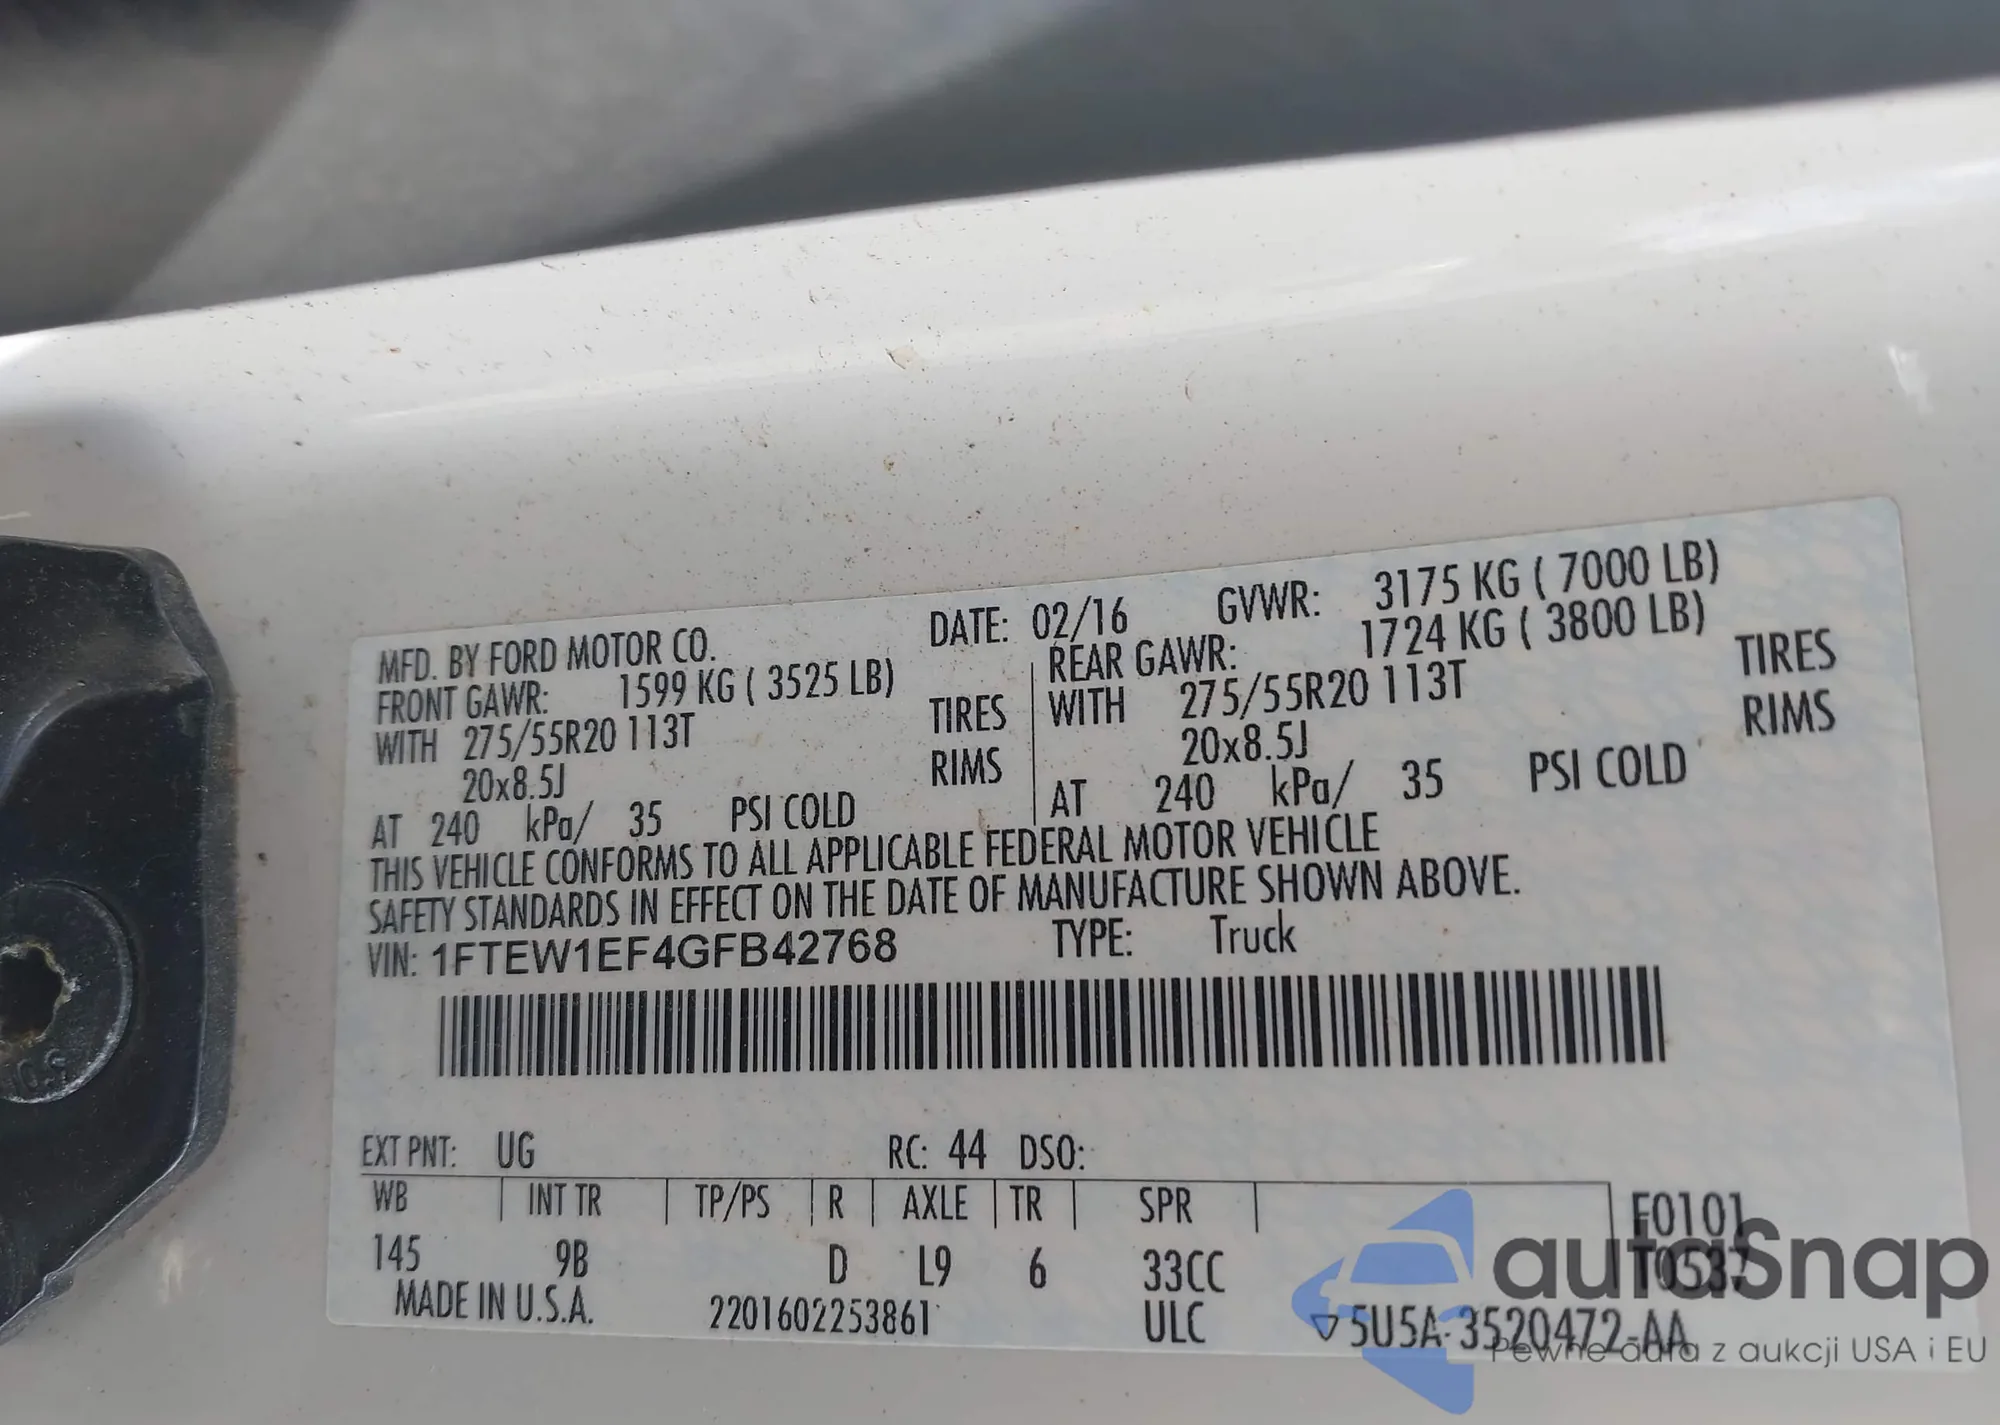 MFD. BY FORD MOTOR CO. DATE: 02/16 GVWR: 3175 KG ( 7000 LB)
FRONT GAWR: 1599 KG ( 3525 LB) REAR GAWR: 1724 KG ( 3800 LB)
WITH 275/55R20 113T TIRES WITH 275/55R20 113T TIRES
20x8.5J RIMS 20x8.5J RIMS
AT 240 kPa/ 35 PSI COLD AT 240 kPa/ 35 PSI COLD
THIS VEHICLE CONFORMS TO ALL APPLICABLE FEDERAL MOTOR VEHICLE
SAFETY STANDARDS IN EFFECT ON THE DATE OF MANUFACTURE SHOWN ABOVE.
VIN: 1FTEW1EF4GFB42768 TYPE: Truck
EXT PNT: UG RC: 44 DSO:
WB INT TR TP/PS R AXLE TR SPR F0101
145 9B D L9 6 33CC T0537
MADE IN U.S.A. 2201602253861 ULC 5U5A-3520472-AA
autoSnap
Pewne data z aukcji USA i EU